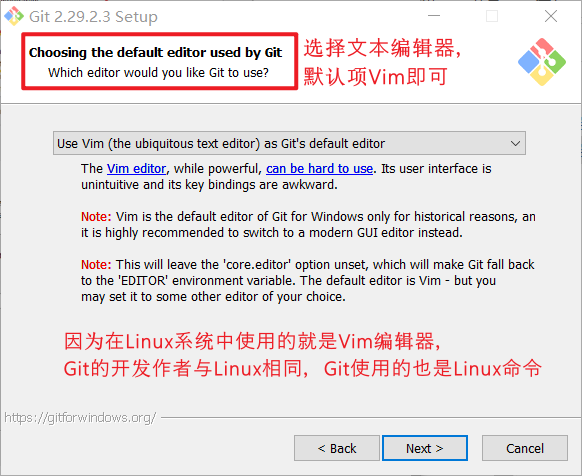 Git 2.29.2.3 Setup
Choosing the default editor used by Git
Which editor would you like Git to use?
选择文本编辑器,
默认项Vim即可
Use Vim (the ubiquitous text editor) as Git's default editor
The Vim editor, while powerful, can be hard to use. Its user interface is
unintuitive and its key bindings are awkward.
Note: Vim is the default editor of Git for Windows only for historical reasons, an
it is highly recommended to switch to a modern GUI editor instead.
Note: This will leave the 'core.editor' option unset, which will make Git fall back
to the 'EDITOR' environment variable. The default editor is Vim - but you
may set it to some other editor of your choice.
因为在Linux系统中使用的就是Vim编辑器,
Git的开发作者与Linux相同, Git使用的也是Linux命令
https://gitforwindows.org/
< Back
Next >
Cancel